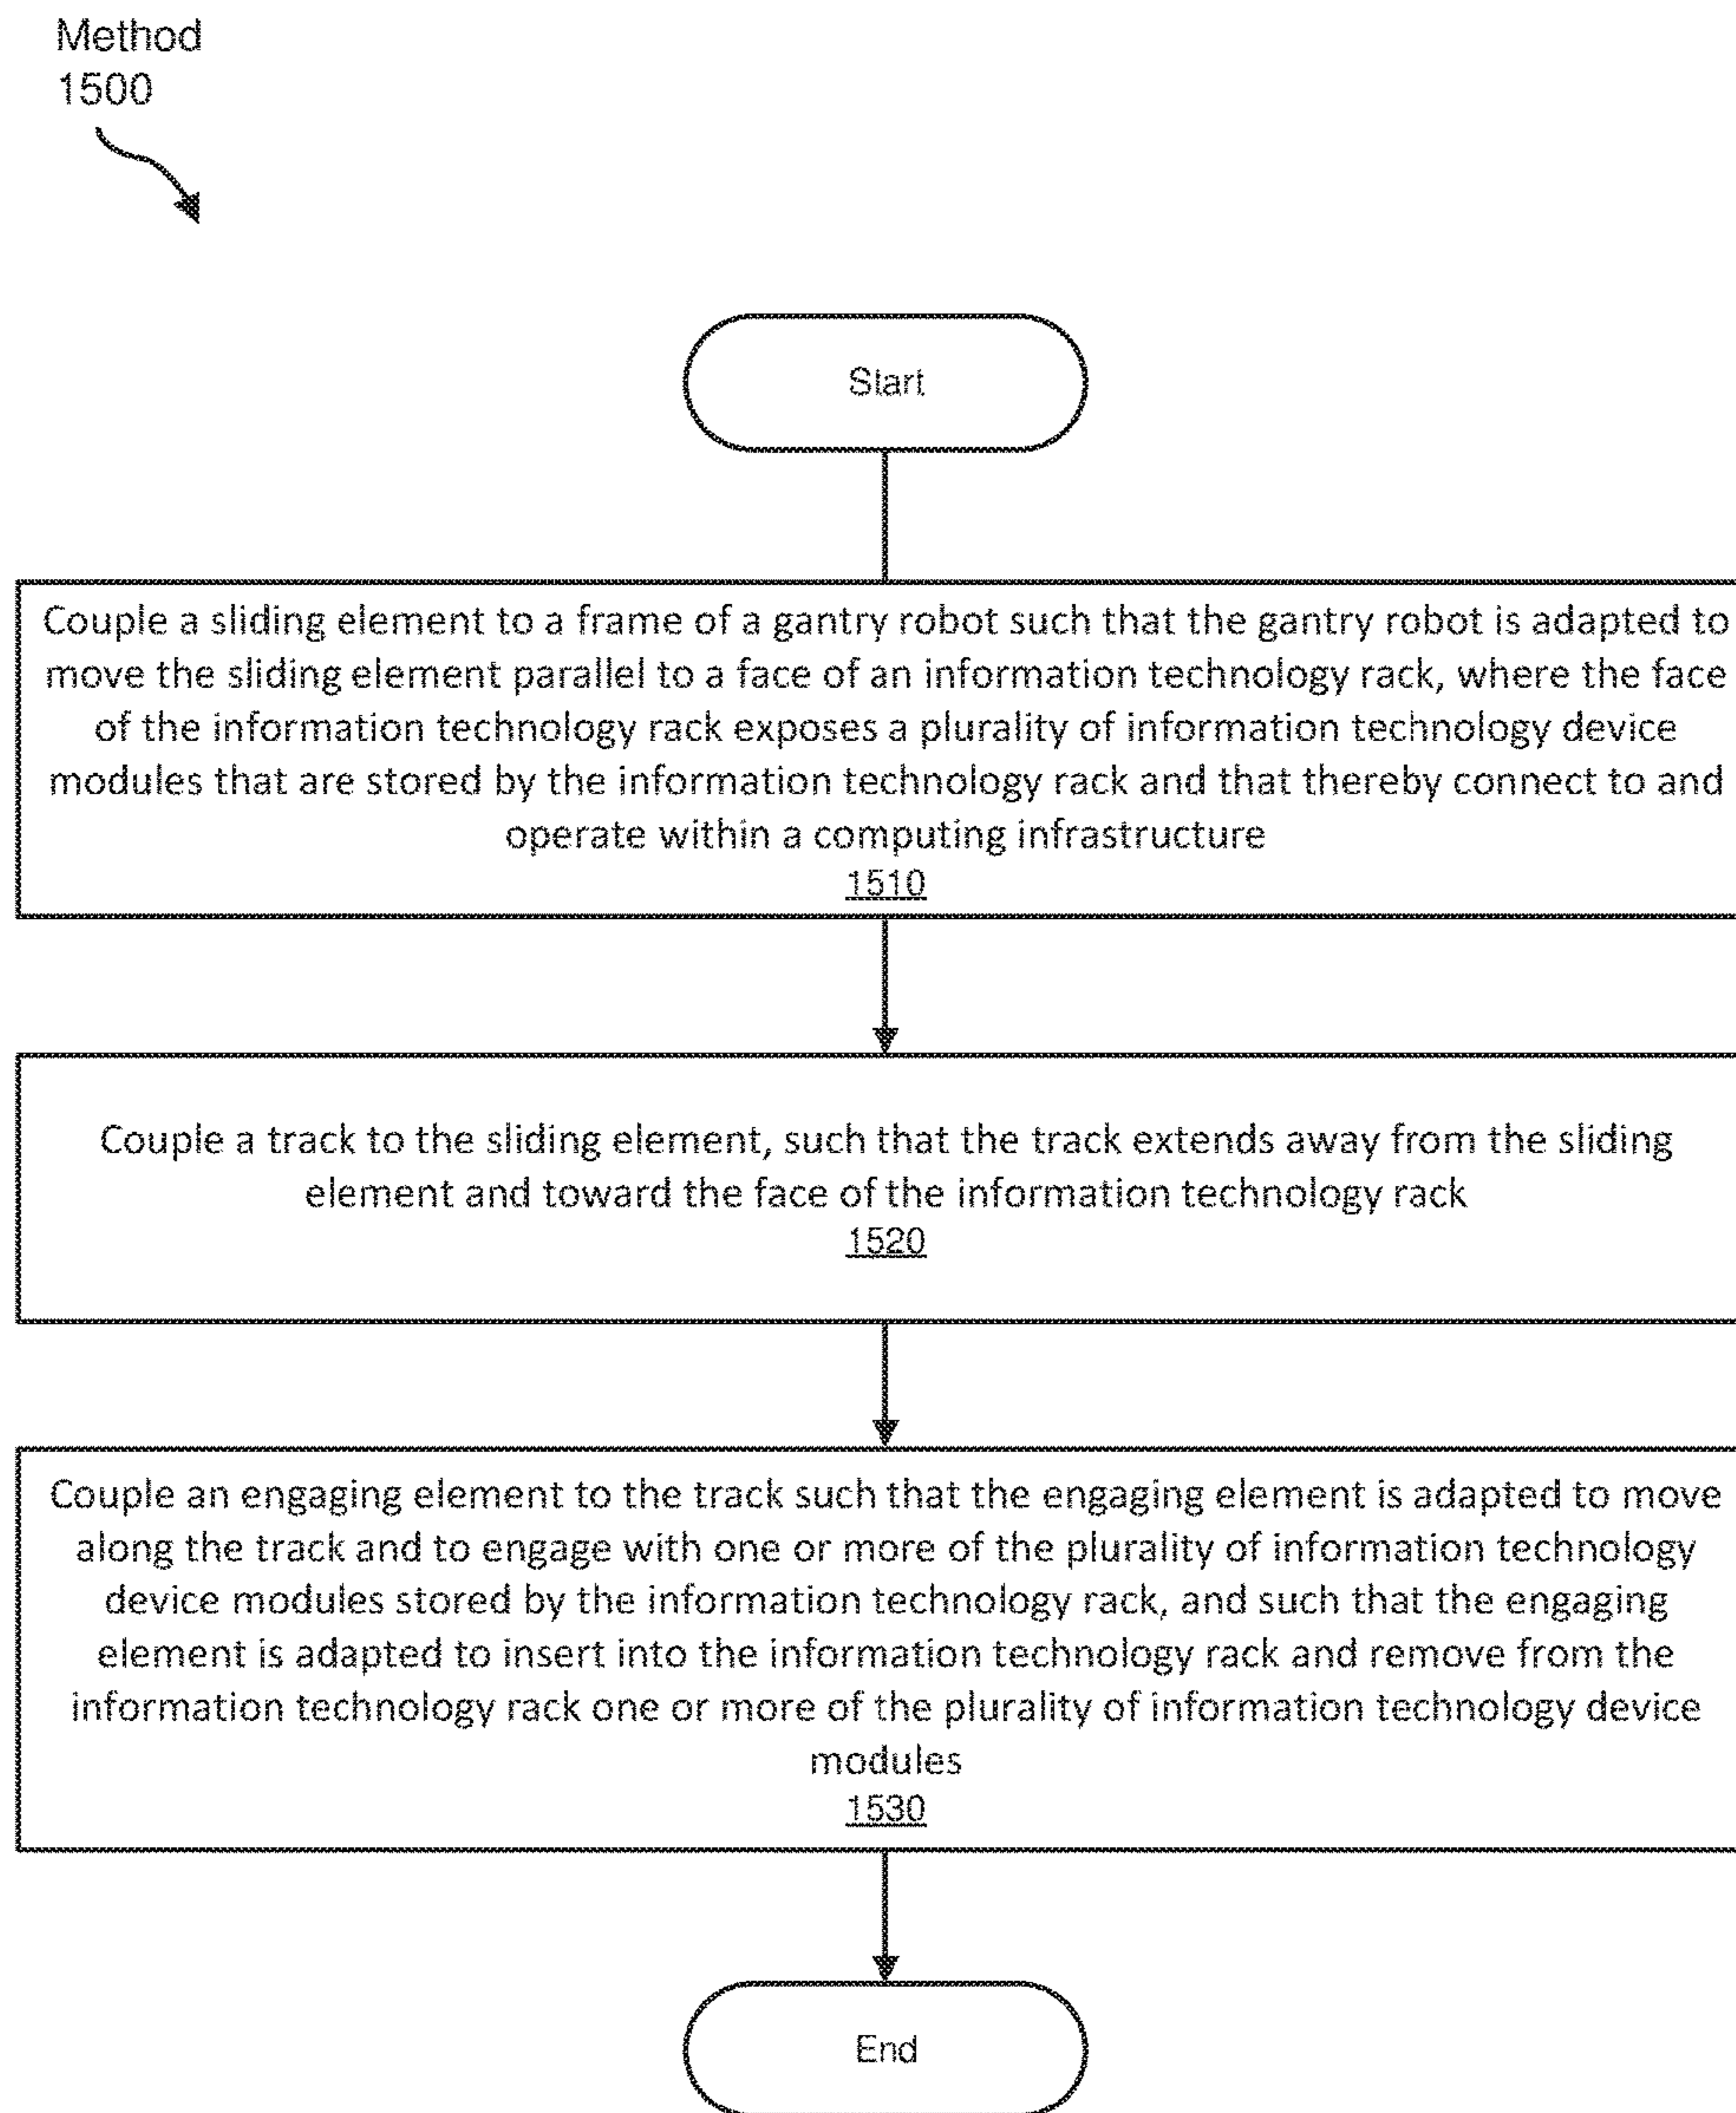 Method
1500
Start
Couple a sliding element to a frame of a gantry robot such that the gantry robot is adapted to
move the sliding element parallel to a face of an information technology rack, where the face
of the information technology rack exposes a plurality of information technology device
modules that are stored by the information technology rack and that thereby connect to and
operate within a computing infrastructure
1510
Couple a track to the sliding element, such that the track extends away from the sliding
element and toward the face of the information technology rack
1520
Couple an engaging element to the track such that the engaging element is adapted to move
along the track and to engage with one or more of the plurality of information technology
device modules stored by the information technology rack, and such that the engaging
element is adapted to insert into the information technology rack and remove from the
information technology rack one or more of the plurality of information technology device
modules
1530
End